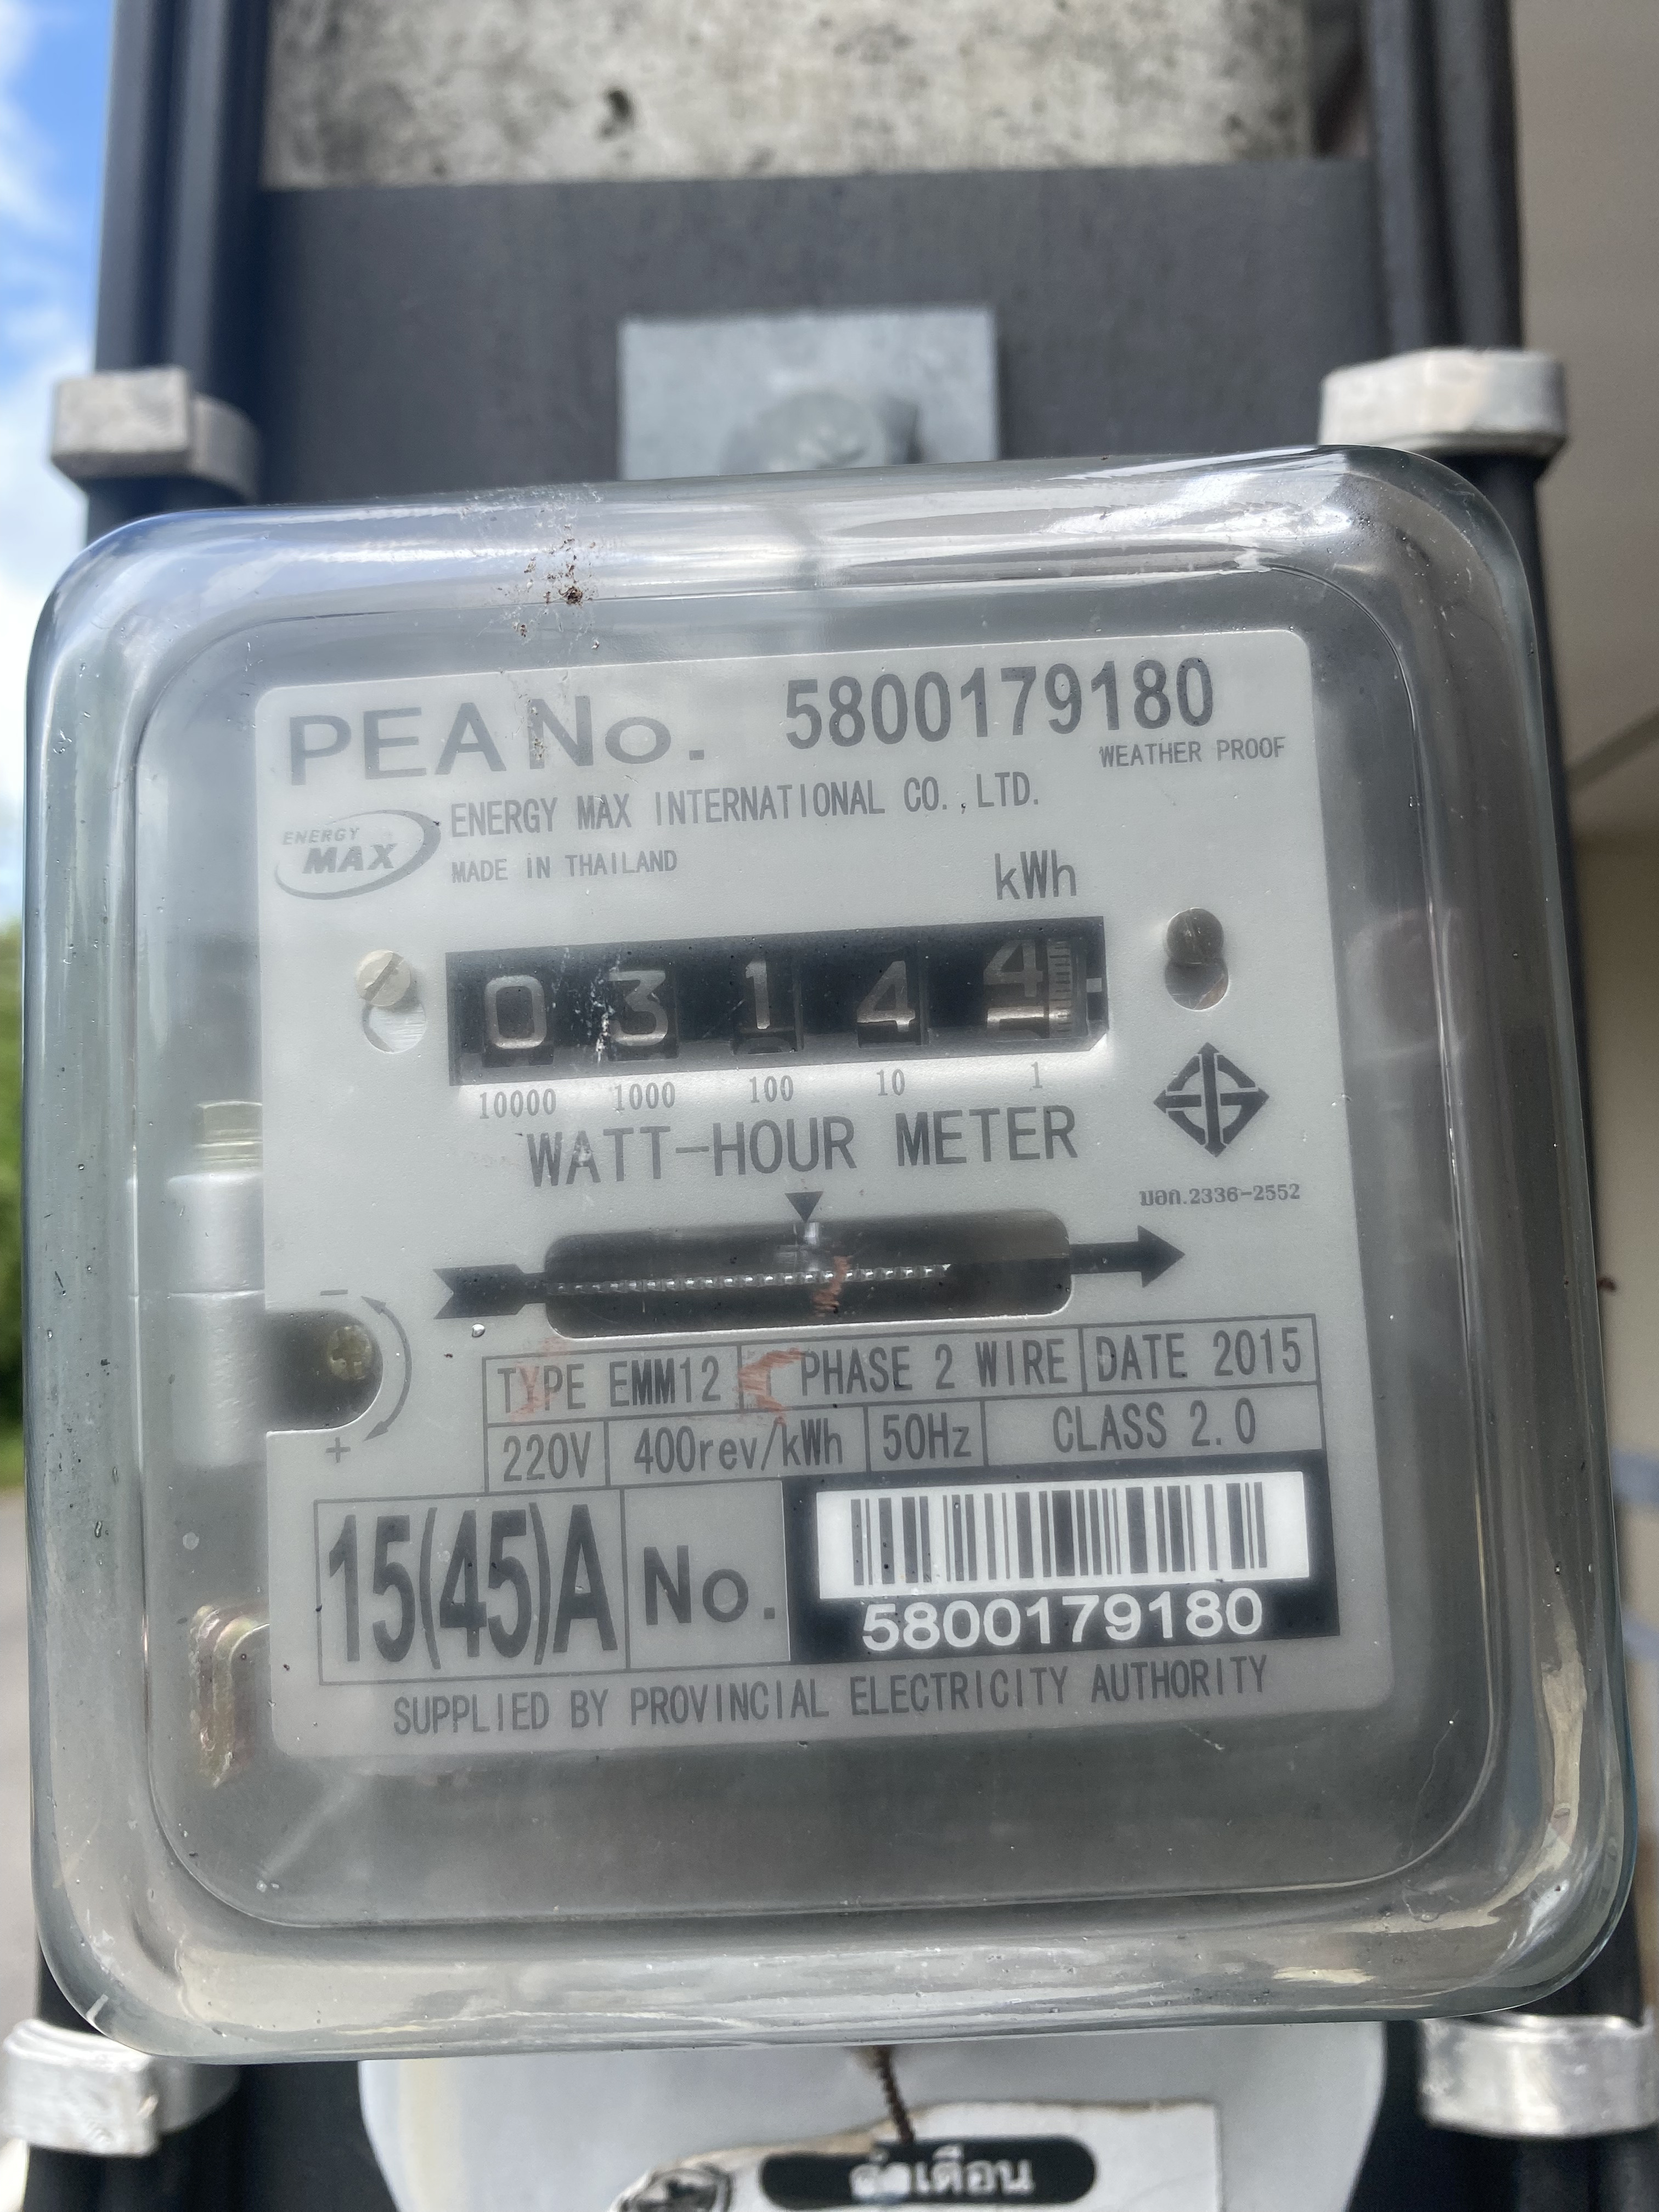 PEA No. 5800179180
WEATHER PROOF
ENERGY MAX
ENERGY MAX INTERNATIONAL CO.,LTD.
MADE IN THAILAND
kWh
0 3 1 4 4
10000 1000 100 10 1
WATT-HOUR METER
มอก.2336-2552
- +
TYPE EMM12 PHASE 2 WIRE DATE 2015
220V 400rev/kWh 50Hz CLASS 2.0
15(45)A No. 5800179180
SUPPLIED BY PROVINCIAL ELECTRICITY AUTHORITY